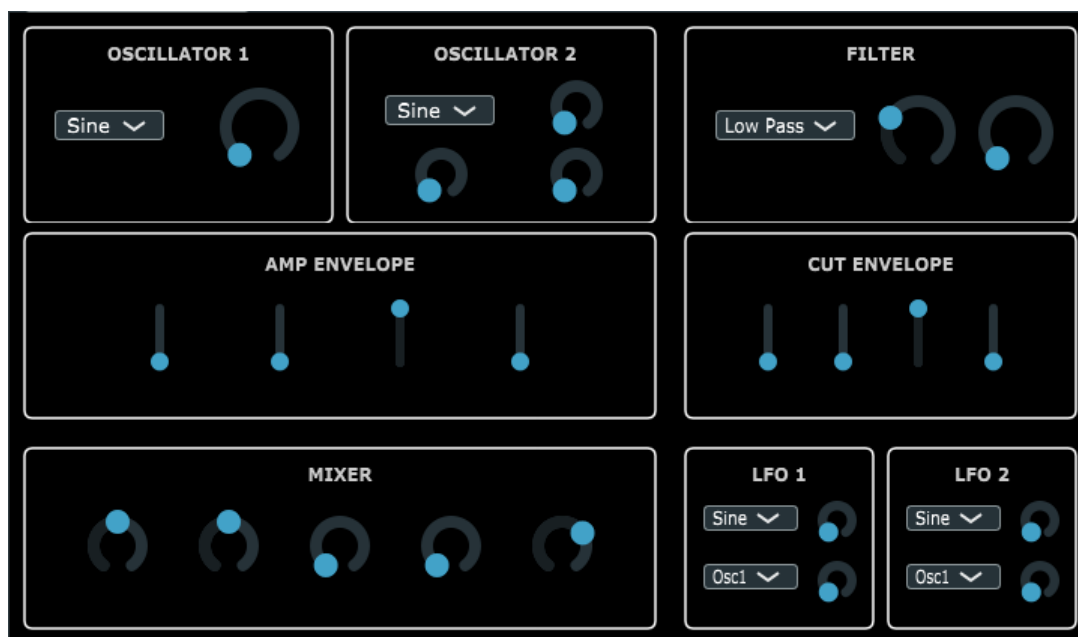 OSCILLATOR 1
Sine
OSCILLATOR 2
Sine
FILTER
Low Pass
AMP ENVELOPE
CUT ENVELOPE
MIXER
LFO 1
Sine
Osc1
LFO 2
Sine
Osc1